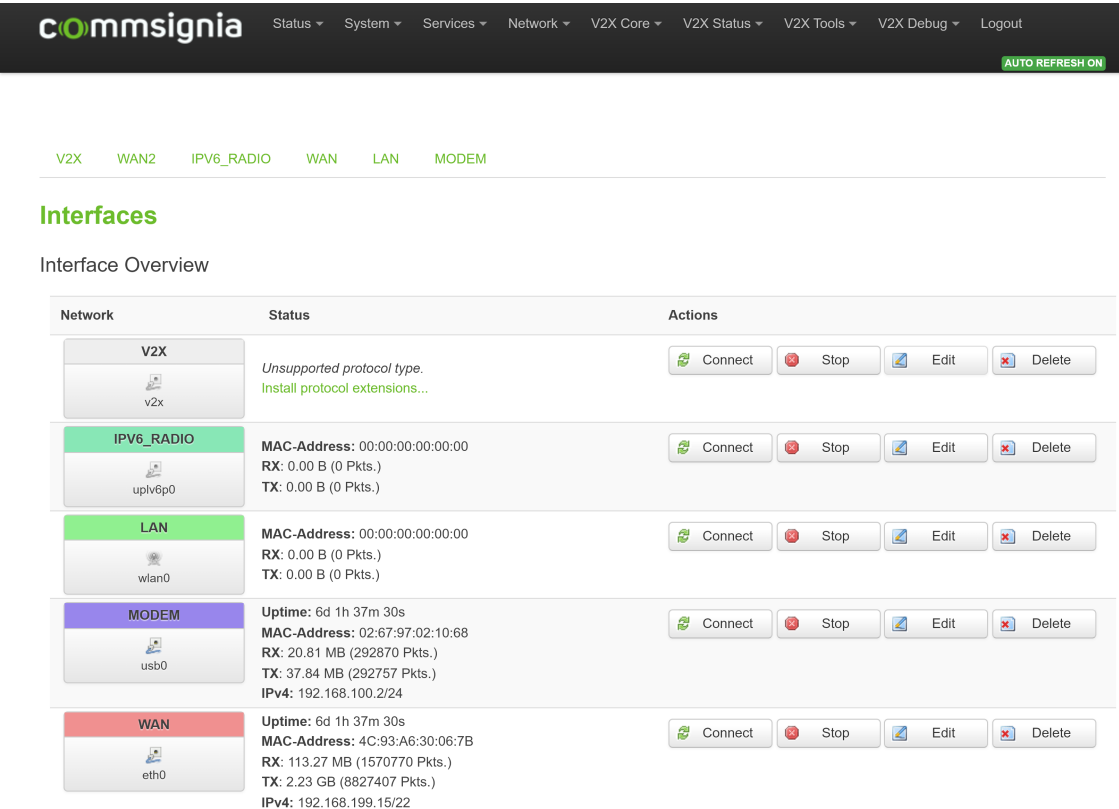 commsignia Status System Services Network V2X Core V2X Status V2X Tools V2X Debug Logout
AUTO REFRESH ON
V2X WAN2 IPV6_RADIO WAN LAN MODEM
Interfaces
Interface Overview
Network Status Actions
V2X
v2x
Unsupported protocol type.
Install protocol extensions...
Connect Stop Edit Delete
IPV6_RADIO
uplv6p0
MAC-Address: 00:00:00:00:00:00
RX: 0.00 B (0 Pkts.)
TX: 0.00 B (0 Pkts.)
Connect Stop Edit Delete
LAN
wlan0
MAC-Address: 00:00:00:00:00:00
RX: 0.00 B (0 Pkts.)
TX: 0.00 B (0 Pkts.)
Connect Stop Edit Delete
MODEM
usb0
Uptime: 6d 1h 37m 30s
MAC-Address: 02:67:97:02:10:68
RX: 20.81 MB (292870 Pkts.)
TX: 37.84 MB (292757 Pkts.)
IPv4: 192.168.100.2/24
Connect Stop Edit Delete
WAN
eth0
Uptime: 6d 1h 37m 30s
MAC-Address: 4C:93:A6:30:06:7B
RX: 113.27 MB (1570770 Pkts.)
TX: 2.23 GB (8827407 Pkts.)
IPv4: 192.168.199.15/22
Connect Stop Edit Delete